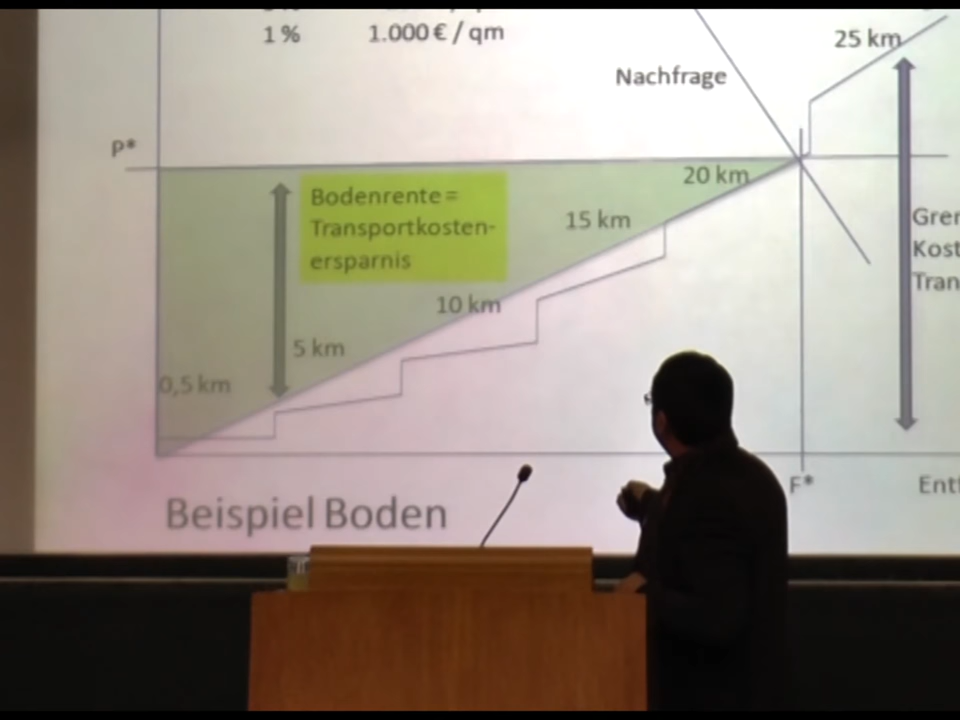 1 % 1.000 € / qm
25 km
Nachfrage
P*
20 km
Bodenrente =
Transportkosten-
ersparnis
15 km
10 km
5 km
0,5 km
F*
Beispiel Boden